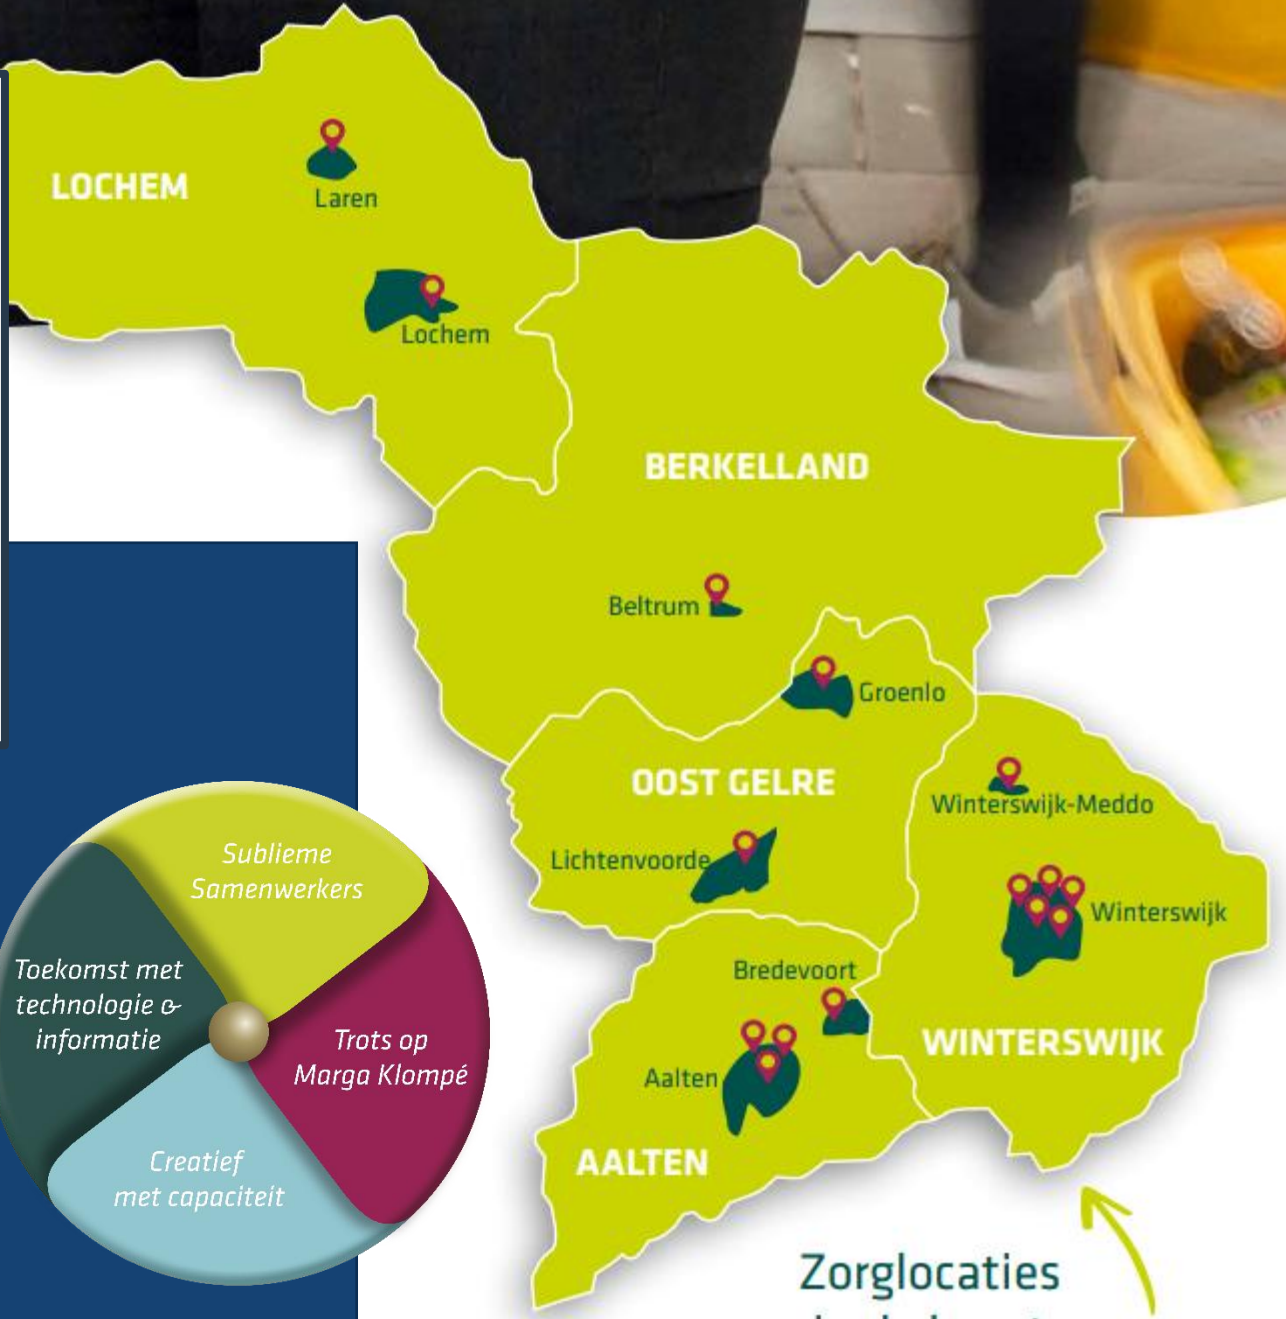 LOCHEM
Laren
Lochem
BERKELLAND
Beltrum
Groenlo
OOST GELRE
Winterswijk-Meddo
Lichtenvoorde
Winterswijk
Bredevoort
WINTERSWIJK
Aalten
AALTEN
Sublieme
Samenwerkers
Toekomst met
technologie &
informatie
Trots op
Marga Klompé
Creatief
met capaciteit
Zorglocaties